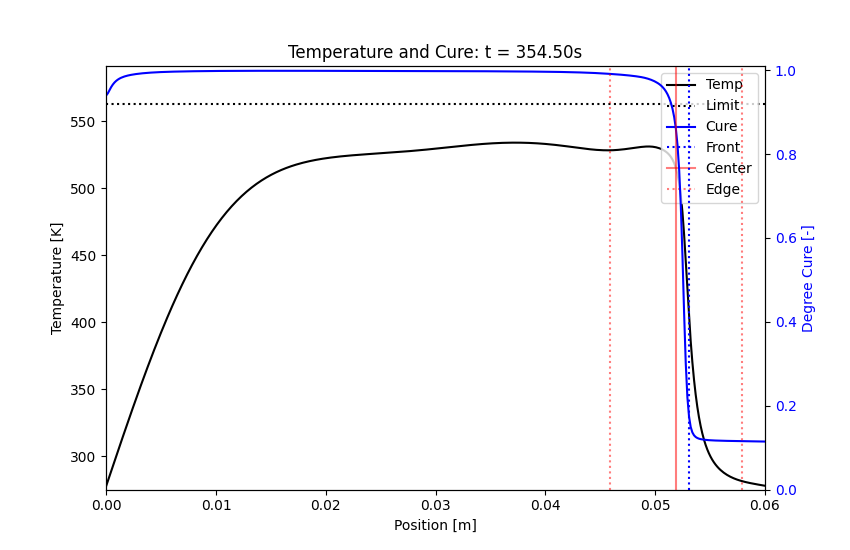 Temperature and Cure: t = 354.50s
Temperature [K]
550
500
450
400
350
300
Temp
Limit
Cure
Front
Center
Edge
1.0
0.8
0.6
0.4
0.2
0.0
Degree Cure [-]
0.00 0.01 0.02 0.03 0.04 0.05 0.06
Position [m]